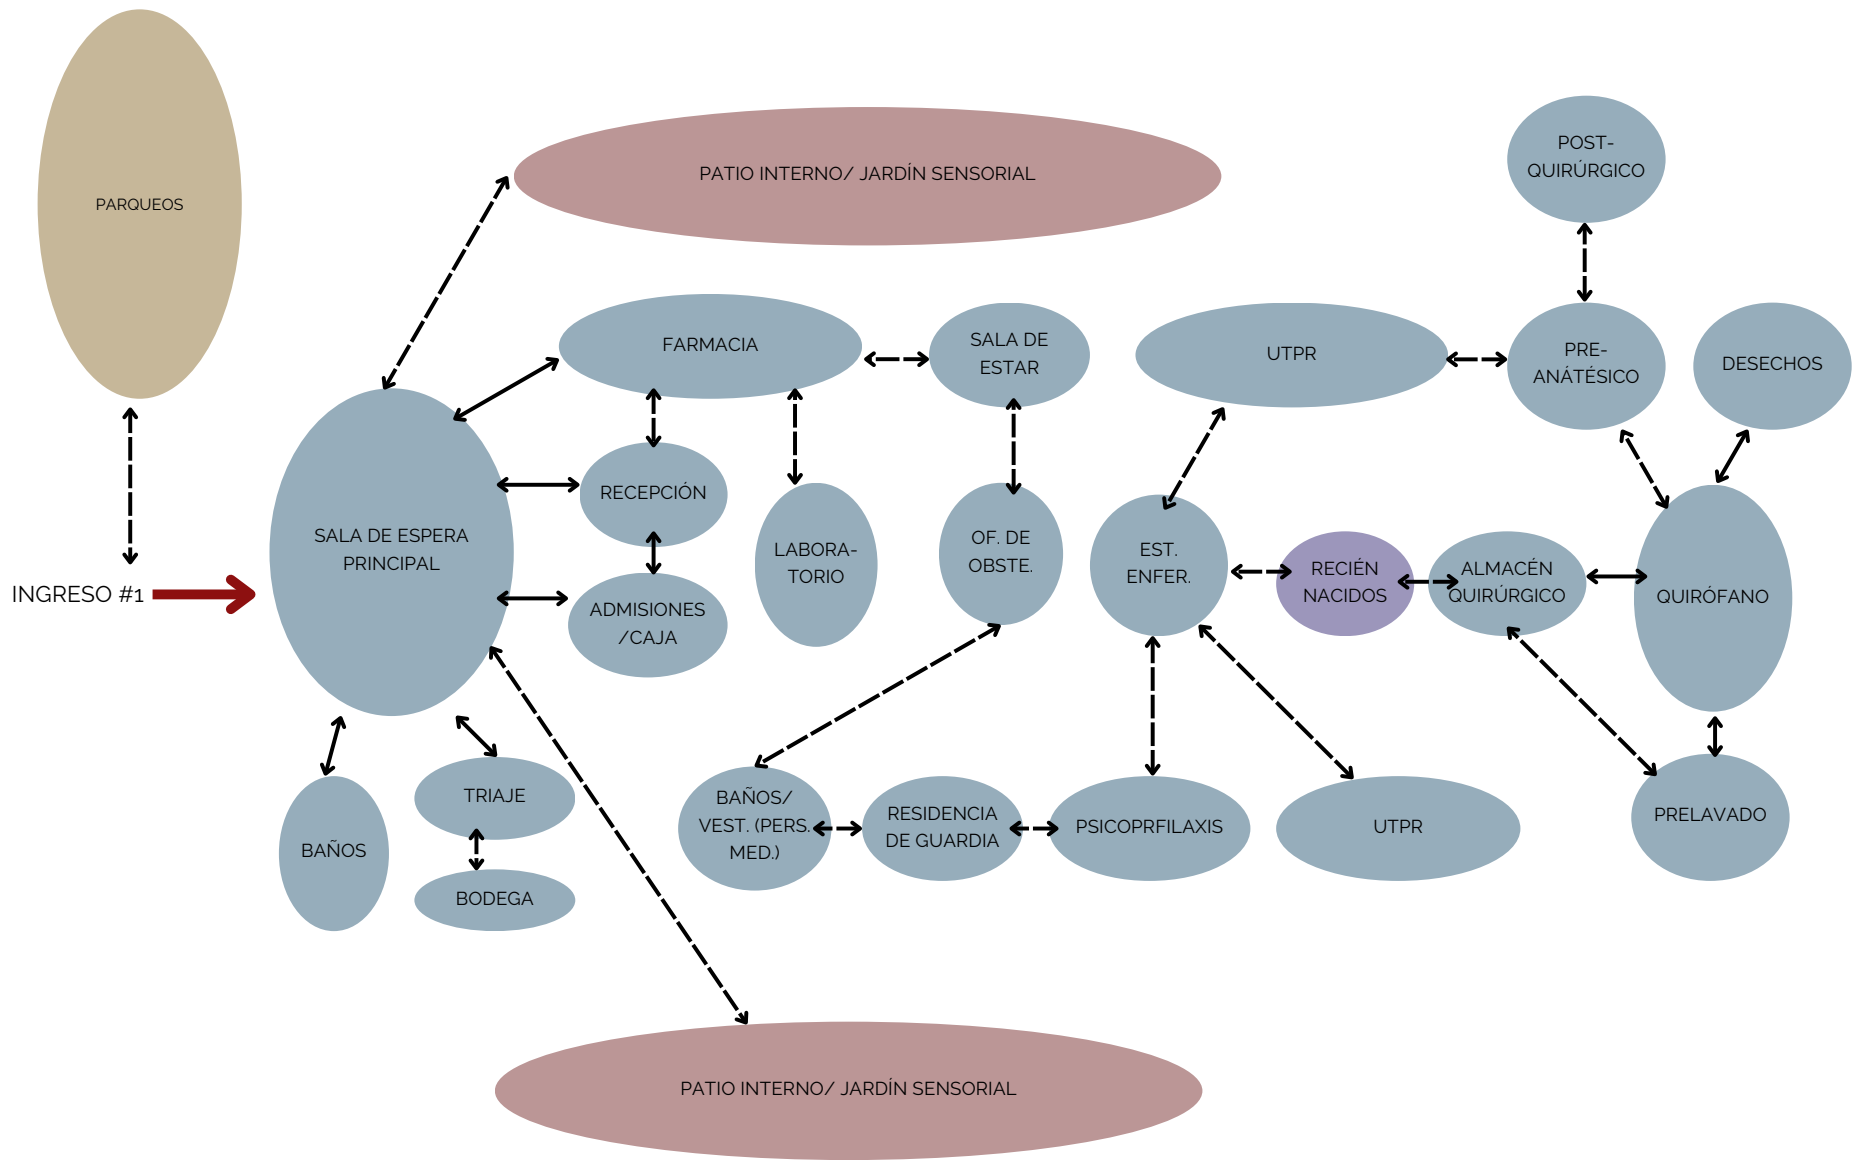 PARQUEOS
INGRESO #1
PATIO INTERNO/ JARDÍN SENSORIAL
POST-
QUIRÚRGICO
FARMACIA
SALA DE
ESTAR
UTPR
PRE-
ANÁTÉSICO
DESECHOS
SALA DE ESPERA
PRINCIPAL
RECEPCIÓN
ADMISIONES
/CAJA
LABORA-
TORIO
OF. DE
OBSTE.
EST.
ENFER.
RECIÉN
NACIDOS
ALMACÉN
QUIRÚRGICO
QUIRÓFANO
BAÑOS
TRIAJE
BODEGA
BAÑOS/
VEST. (PERS.
MED.)
RESIDENCIA
DE GUARDIA
PSICOPRFILAXIS
UTPR
PRELAVADO
PATIO INTERNO/ JARDÍN SENSORIAL